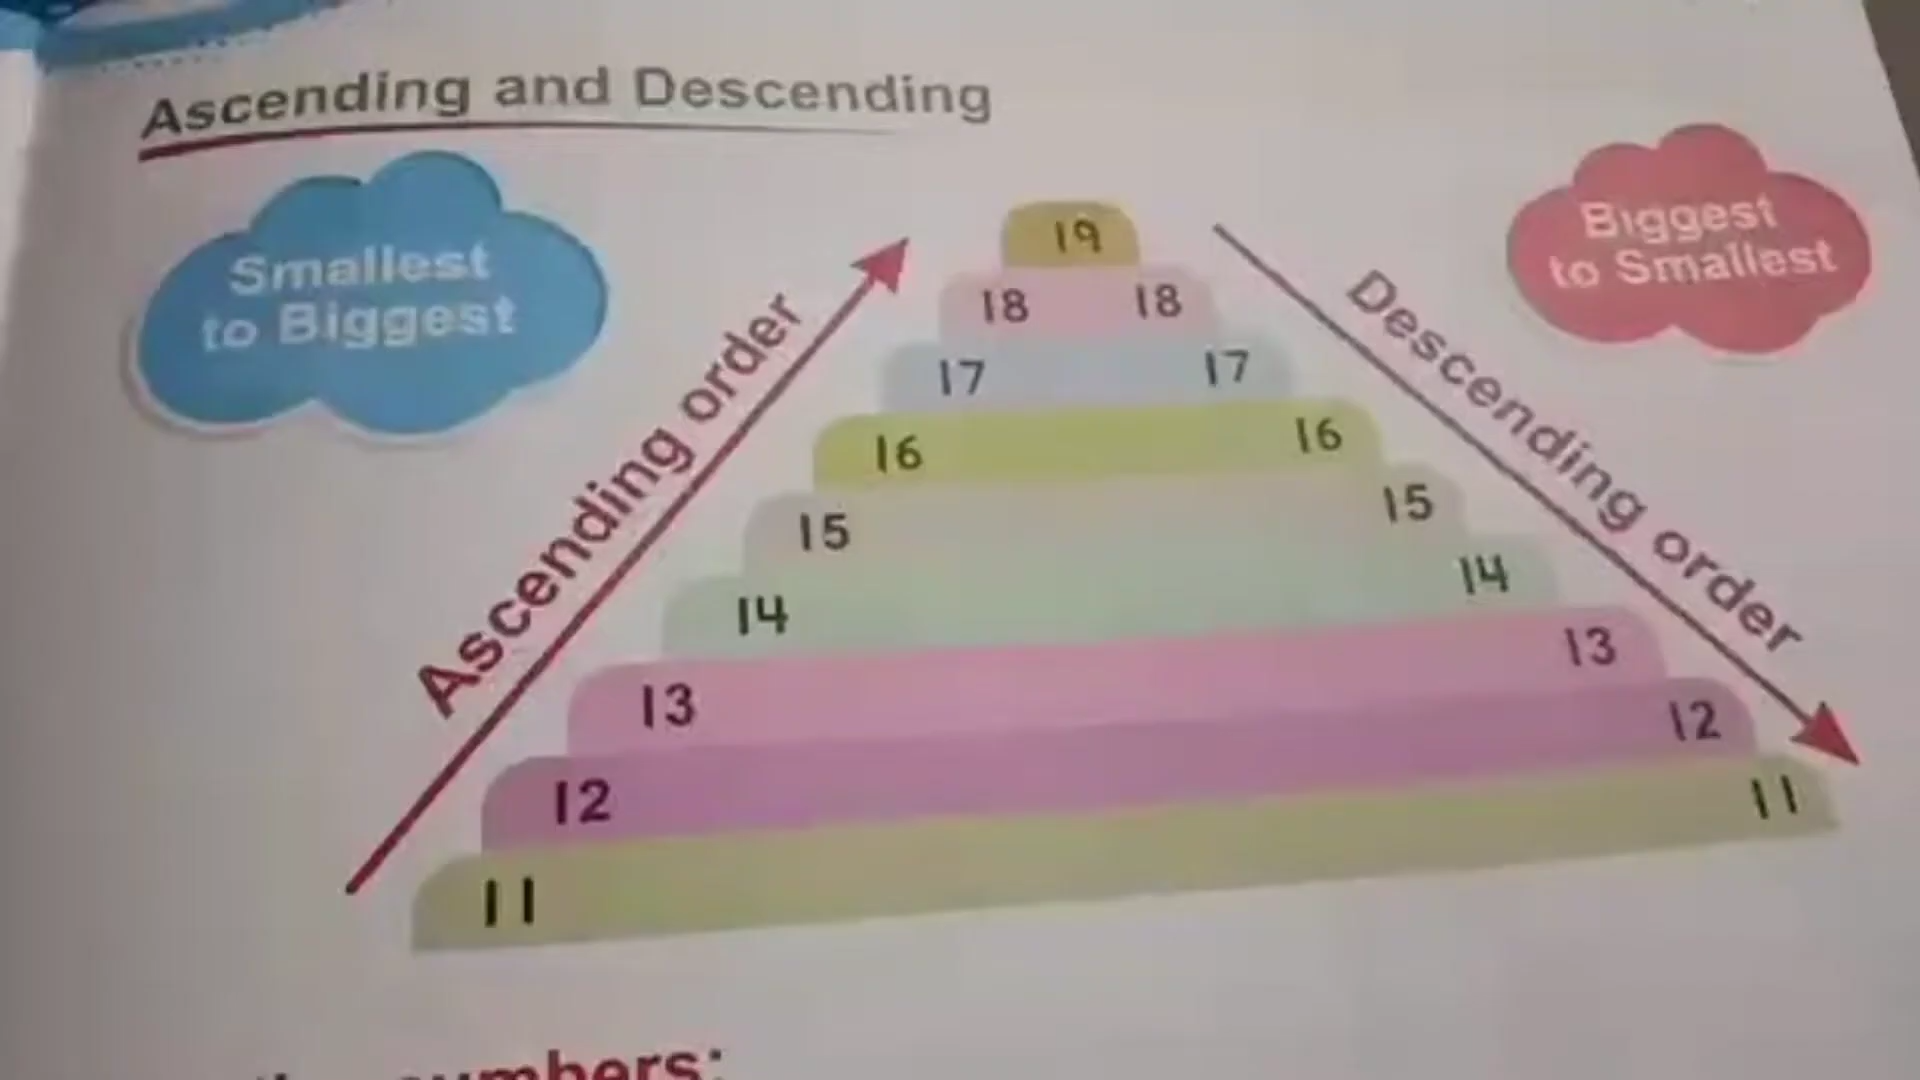 Ascending and Descending
Smallest
to Biggest
Biggest
to Smallest
Ascending order
Descending order
19
18 18
17 17
16 16
15 15
14 14
13 13
12 12
11 11
numbers: